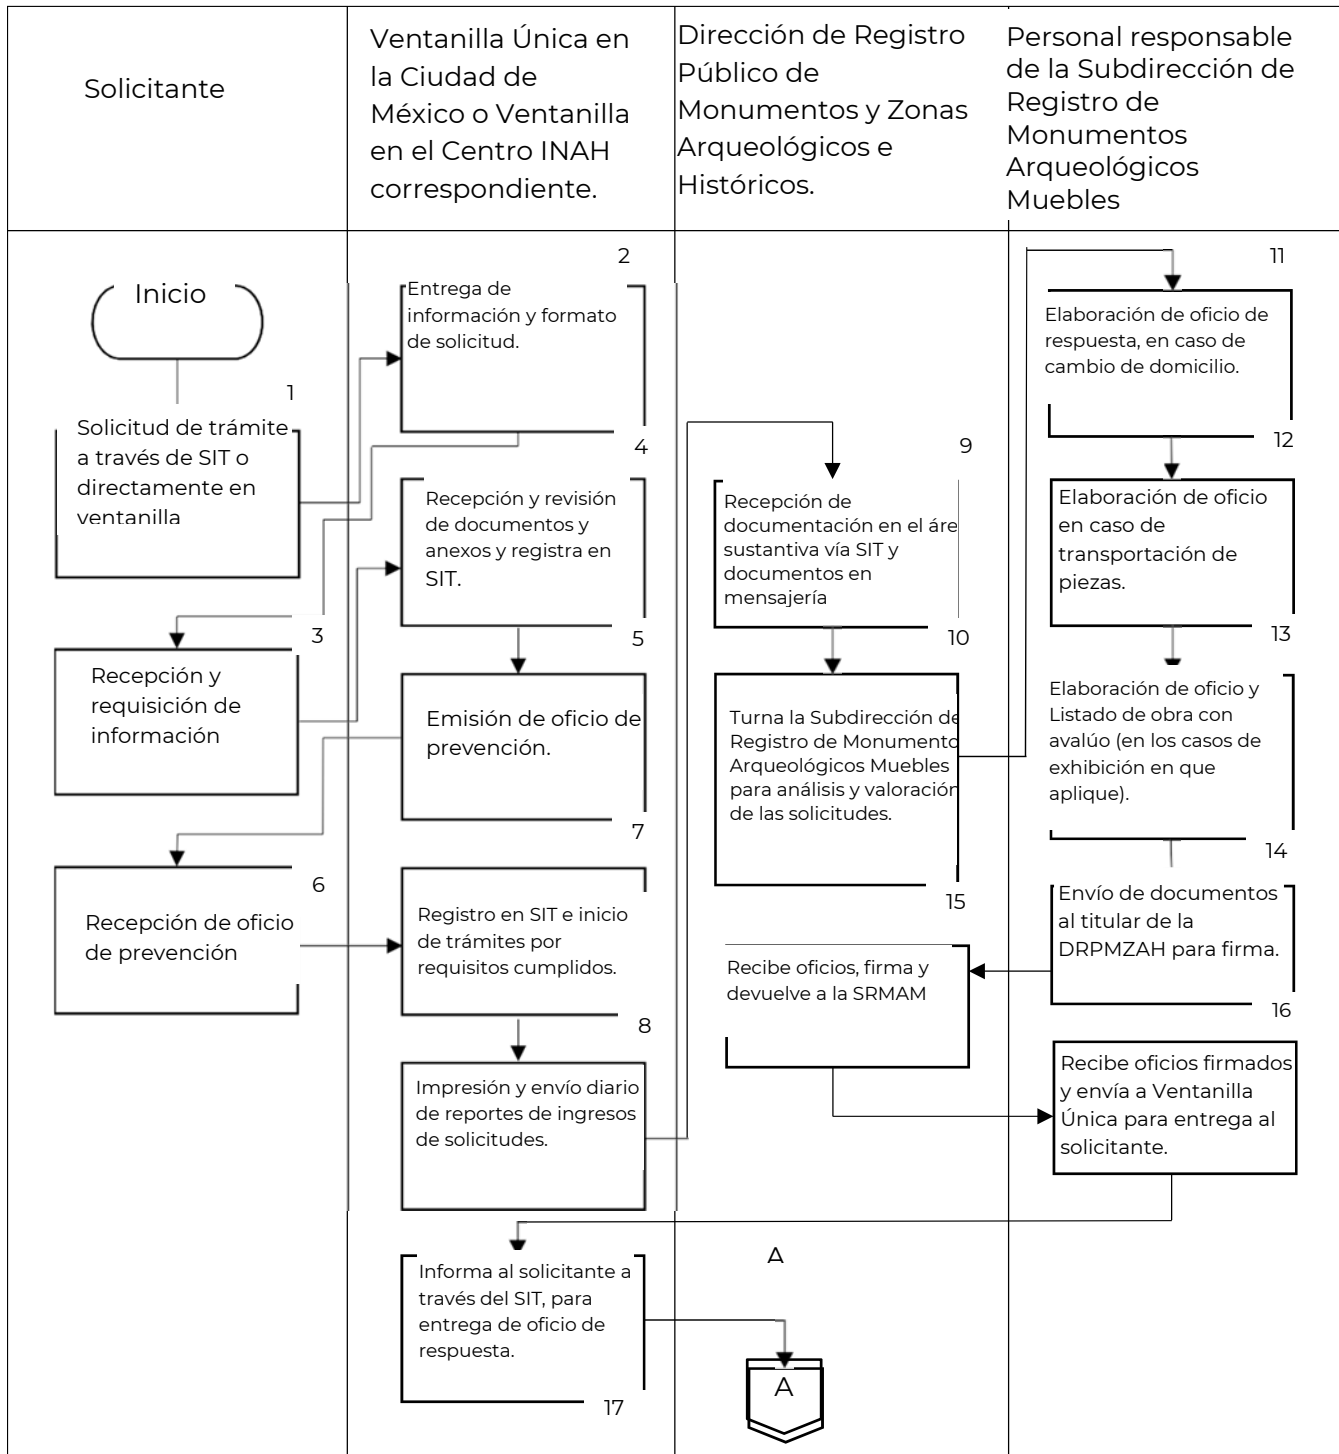 Solicitante
Ventanilla Única en
la Ciudad de
México o Ventanilla
en el Centro INAH
correspondiente.
Dirección de Registro
Público de
Monumentos y Zonas
Arqueológicos e
Históricos.
Personal responsable
de la Subdirección de
Registro de
Monumentos
Arqueológicos
Muebles
Inicio
1
Solicitud de trámite
a través de SIT o
directamente en
ventanilla
2
Entrega de
información y formato
de solicitud.
3
Recepción y
requisición de
información
4
Recepción y revisión
de documentos y
anexos y registra en
SIT.
5
Emisión de oficio de
prevención.
6
Recepción de oficio
de prevención
7
Registro en SIT e inicio
de trámites por
requisitos cumplidos.
8
Impresión y envío diario
de reportes de ingresos
de solicitudes.
9
Recepción de
documentación en el áre
sustantiva vía SIT y
documentos en
mensajería
10
Turna la Subdirección de
Registro de Monumento
Arqueológicos Muebles
para análisis y valoración
de las solicitudes.
11
Elaboración de oficio de
respuesta, en caso de
cambio de domicilio.
12
Elaboración de oficio
en caso de
transportación de
piezas.
13
Elaboración de oficio y
Listado de obra con
avalúo (en los casos de
exhibición en que
aplique).
14
Envío de documentos
al titular de la
DRPMZAH para firma.
15
Recibe oficios, firma y
devuelve a la SRMAM
16
Recibe oficios firmados
y envía a Ventanilla
Única para entrega al
solicitante.
Informa al solicitante a
través del SIT, para
entrega de oficio de
respuesta.
17
A
A